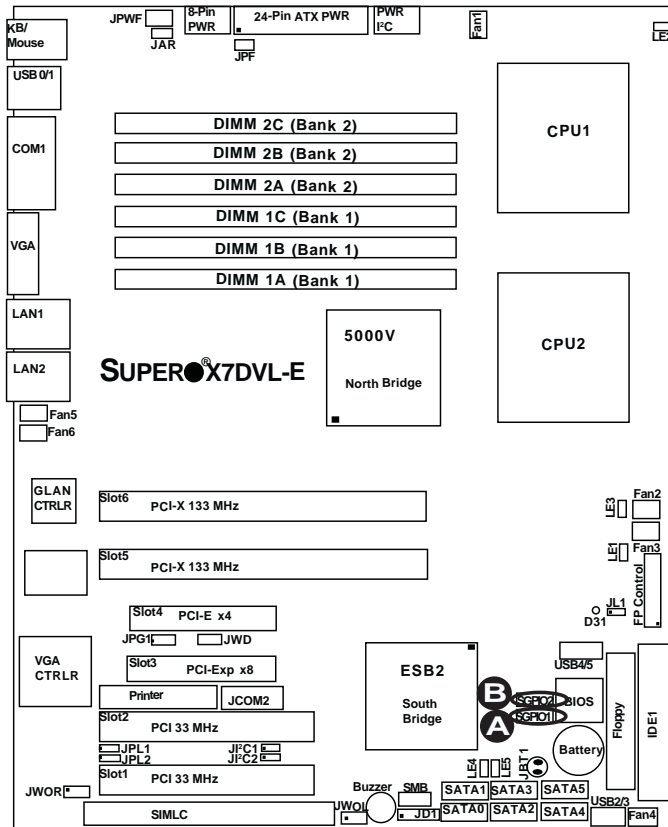 JPWF
JAR
8-Pin
PWR
24-Pin ATX PWR
JPF
PWR
I²C
Fan1
LE2
KB/
Mouse
USB0/1
COM1
VGA
LAN1
LAN2
Fan5
Fan6
DIMM 2C (Bank 2)
DIMM 2B (Bank 2)
DIMM 2A (Bank 2)
DIMM 1C (Bank 1)
DIMM 1B (Bank 1)
DIMM 1A (Bank 1)
CPU1
CPU2
5000V
North Bridge
SUPER®X7DVL-E
GLAN
CTRLR
Slot6
PCI-X 133 MHz
Slot5
PCI-X 133 MHz
LE3
Fan2
LE1
Fan3
FP Control
JL1
D31
Slot4
PCI-E x4
JPG1
JWD
Slot3
PCI-Exp x8
VGA
CTRLR
Printer
JCOM2
Slot2
PCI 33 MHz
JPL1
JPL2
JI²C1
JI²C2
Slot1
PCI 33 MHz
JWOR
SIMLC
ESB2
South
Bridge
B
SGPIO2
A
SGPIO1
USB4/5
BIOS
Floppy
IDE1
Battery
LE4
LE5
JBT1
Buzzer
SMB
JWOL
JD1
SATA1
SATA3
SATA5
SATA0
SATA2
SATA4
USB2/3
Fan4